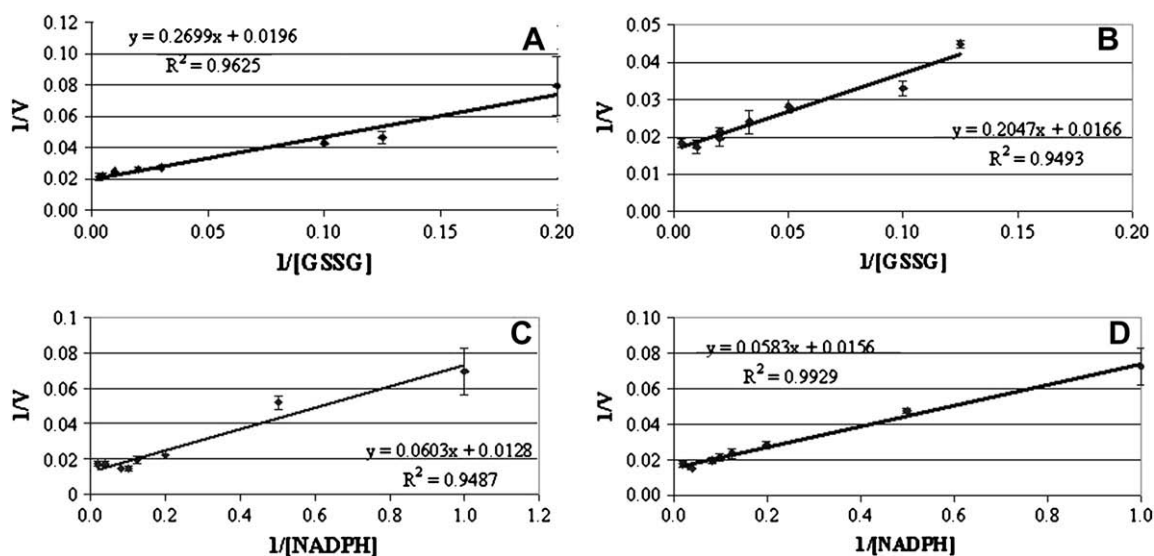 A
y = 0.2699x + 0.0196
R² = 0.9625
1/V
0.12
0.10
0.08
0.06
0.04
0.02
0.00
0.00 0.05 0.10 0.15 0.20
1/[GSSG]
B
y = 0.2047x + 0.0166
R² = 0.9493
1/V
0.05
0.04
0.03
0.02
0.01
0.00
0.00 0.05 0.10 0.15 0.20
1/[GSSG]
C
y = 0.0603x + 0.0128
R² = 0.9487
1/V
0.1
0.08
0.06
0.04
0.02
0
0.0 0.2 0.4 0.6 0.8 1.0 1.2
1/[NADPH]
D
y = 0.0583x + 0.0156
R² = 0.9929
1/V
0.10
0.08
0.06
0.04
0.02
0.00
0.0 0.2 0.4 0.6 0.8 1.0
1/[NADPH]